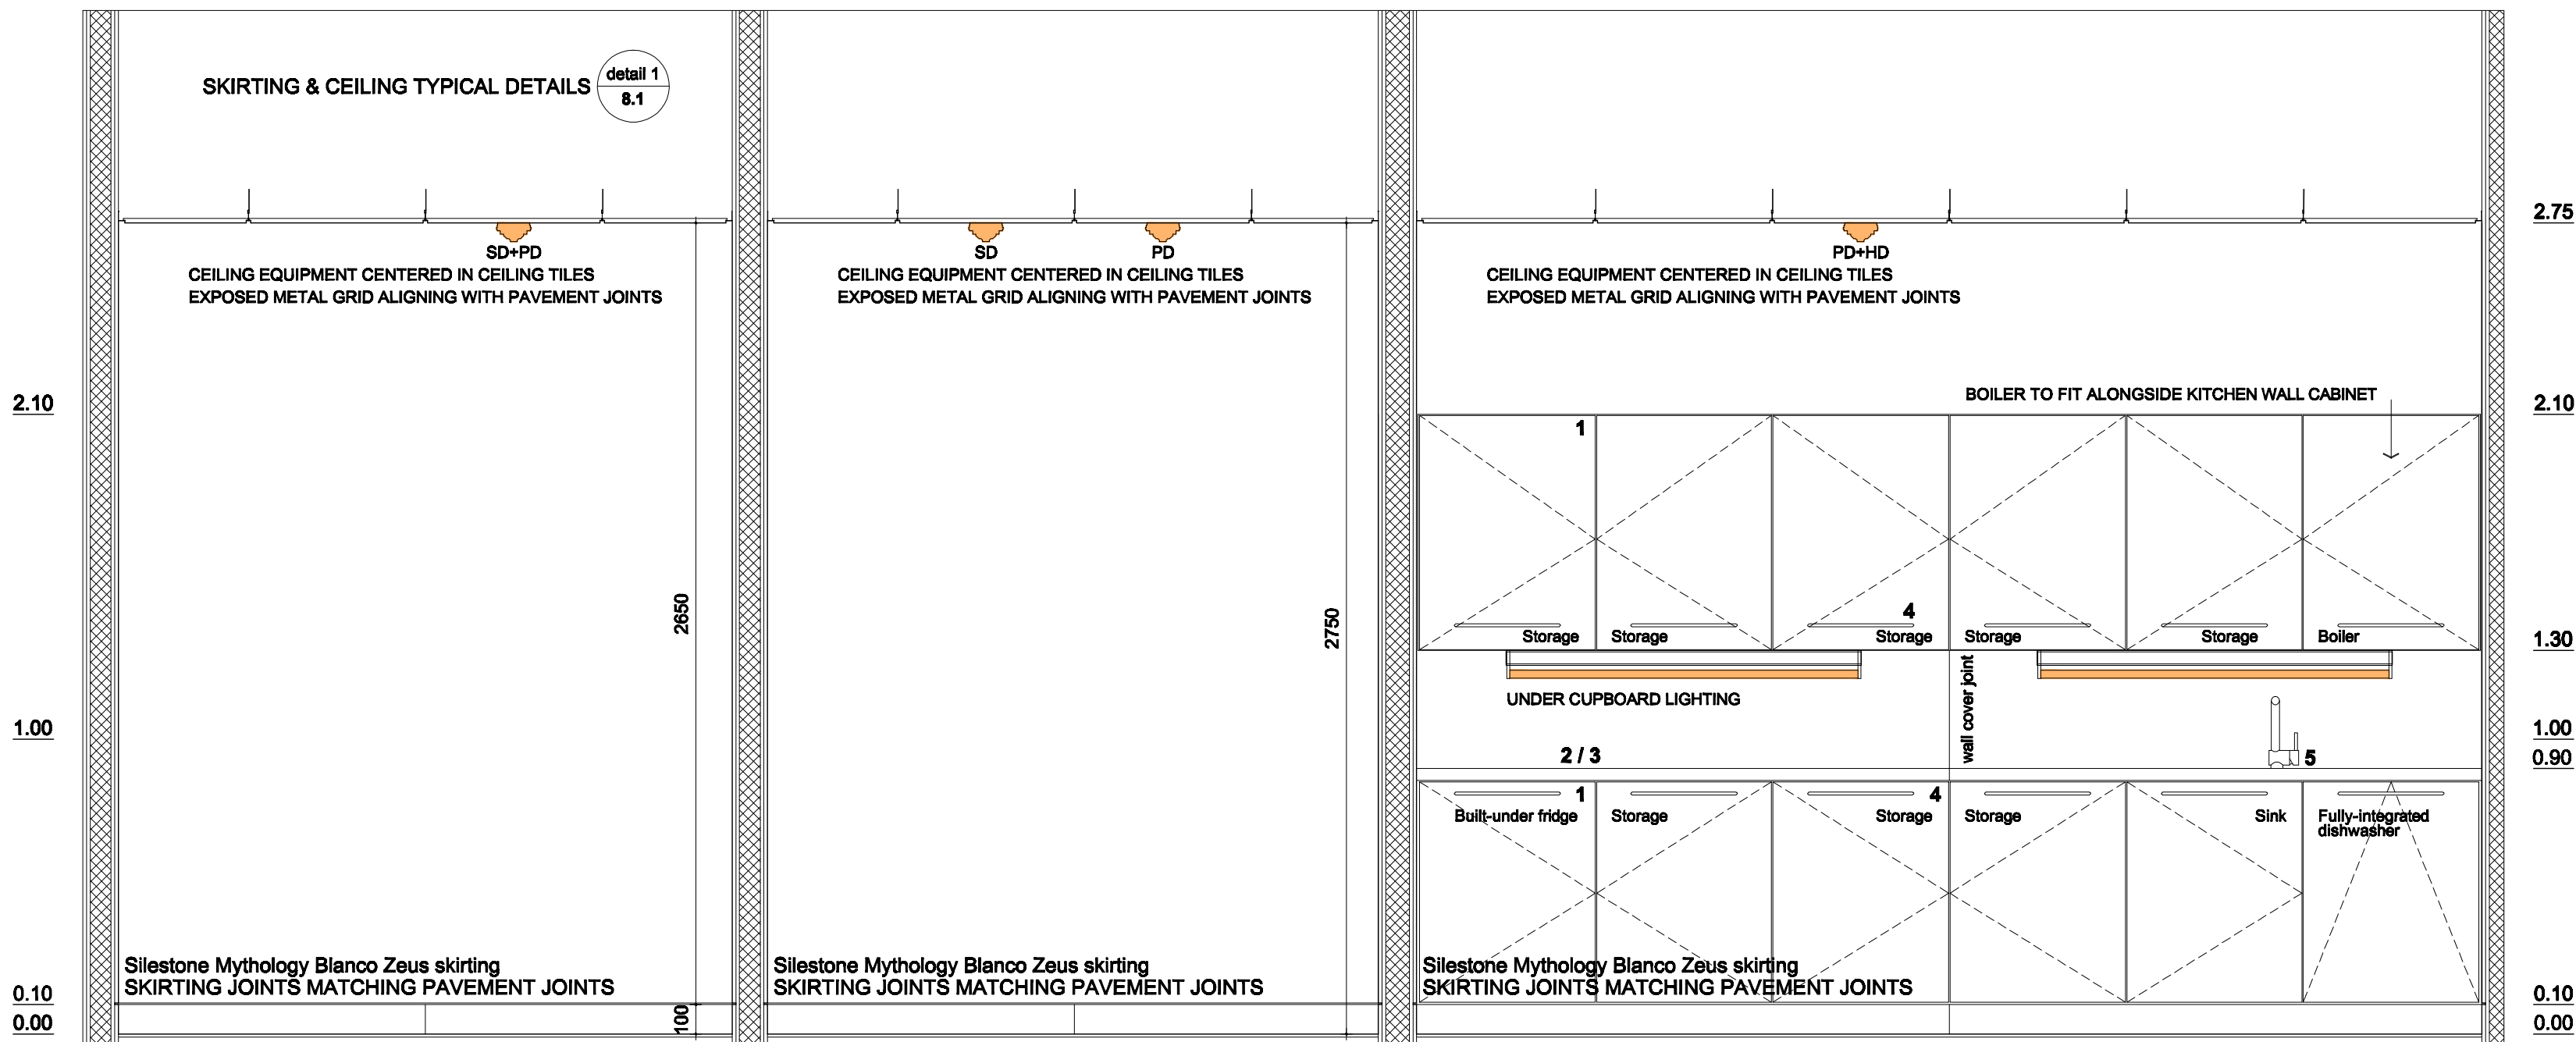 SKIRTING & CEILING TYPICAL DETAILS
detail 1
8.1
2.75
SD+PD
SD
PD
PD+HD
CEILING EQUIPMENT CENTERED IN CEILING TILES
EXPOSED METAL GRID ALIGNING WITH PAVEMENT JOINTS
CEILING EQUIPMENT CENTERED IN CEILING TILES
EXPOSED METAL GRID ALIGNING WITH PAVEMENT JOINTS
CEILING EQUIPMENT CENTERED IN CEILING TILES
EXPOSED METAL GRID ALIGNING WITH PAVEMENT JOINTS
BOILER TO FIT ALONGSIDE KITCHEN WALL CABINET
2.10
2.10
1
2650
2750
4
Storage
Storage
Storage
Storage
Storage
Boiler
1.30
UNDER CUPBOARD LIGHTING
wall cover joint
1.00
1.00
2 / 3
5
0.90
1
4
Built-under fridge
Storage
Storage
Storage
Sink
Fully-integrated
dishwasher
Silestone Mythology Blanco Zeus skirting
SKIRTING JOINTS MATCHING PAVEMENT JOINTS
Silestone Mythology Blanco Zeus skirting
SKIRTING JOINTS MATCHING PAVEMENT JOINTS
Silestone Mythology Blanco Zeus skirting
SKIRTING JOINTS MATCHING PAVEMENT JOINTS
0.10
0.10
100
0.00
0.00